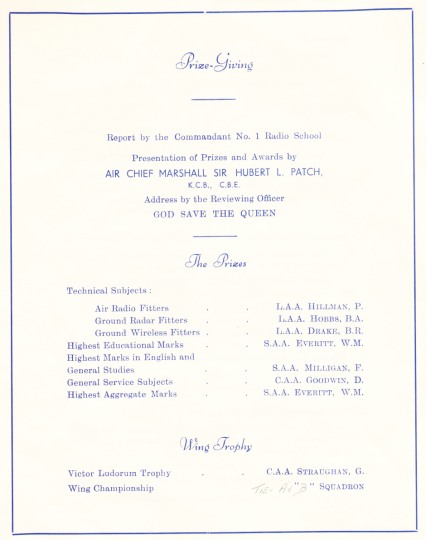 Prize-Giving
Report by the Commandant No. 1 Radio School
Presentation of Prizes and Awards by
AIR CHIEF MARSHALL SIR HUBERT L. PATCH,
K.C.B., C.B.E.
Address by the Reviewing Officer
GOD SAVE THE QUEEN
The Prizes
Technical Subjects :
Air Radio Fitters . . L.A.A. HILLMAN, P.
Ground Radar Fitters . . L.A.A. HOBBS, B.A.
Ground Wireless Fitters . . L.A.A. DRAKE, B.R.
Highest Educational Marks . . S.A.A. EVERITT, W.M.
Highest Marks in English and
General Studies . . S.A.A. MILLIGAN, F.
General Service Subjects . . C.A.A. GOODWIN, D.
Highest Aggregate Marks . . S.A.A. EVERITT, W.M.
Wing Trophy
Victor Ludorum Trophy . . C.A.A. STRAUGHAN, G.
Wing Championship " " SQUADRON